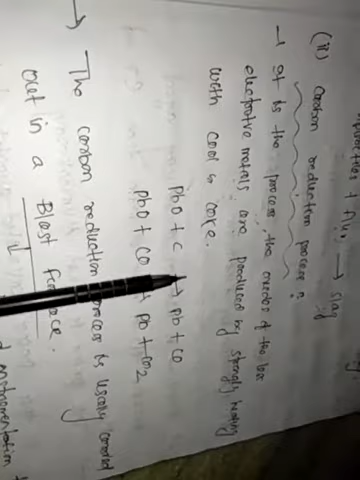 impurities + flux → slag
(ii) Carbon reduction process:
→ It is the process, the oxides of the less
electropositive metals are produced by strongly heating
with coal or coke.
PbO + C → Pb + CO
PbO + CO → Pb + CO2
→ The carbon reduction process is usually carried
out in a Blast furnace.